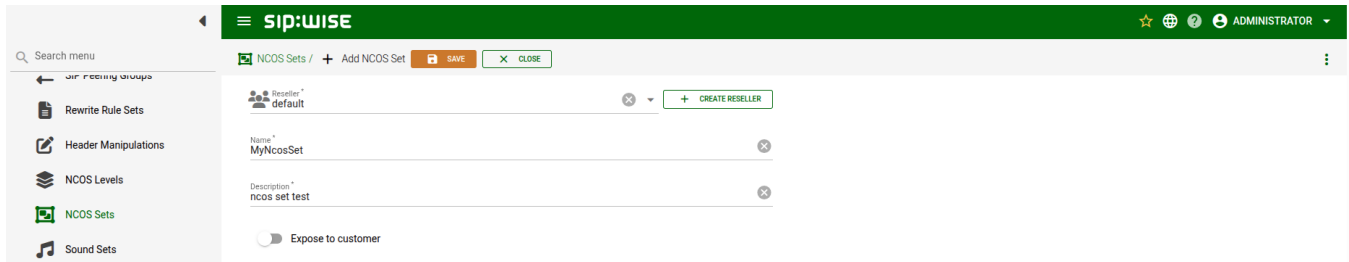 sip:wise
ADMINISTRATOR
Search menu
NCOS Sets / + Add NCOS Set SAVE CLOSE
SIP Peering Groups
Rewrite Rule Sets
Header Manipulations
NCOS Levels
NCOS Sets
Sound Sets
Reseller *
default
+ CREATE RESELLER
Name *
MyNcosSet
Description *
ncos set test
Expose to customer